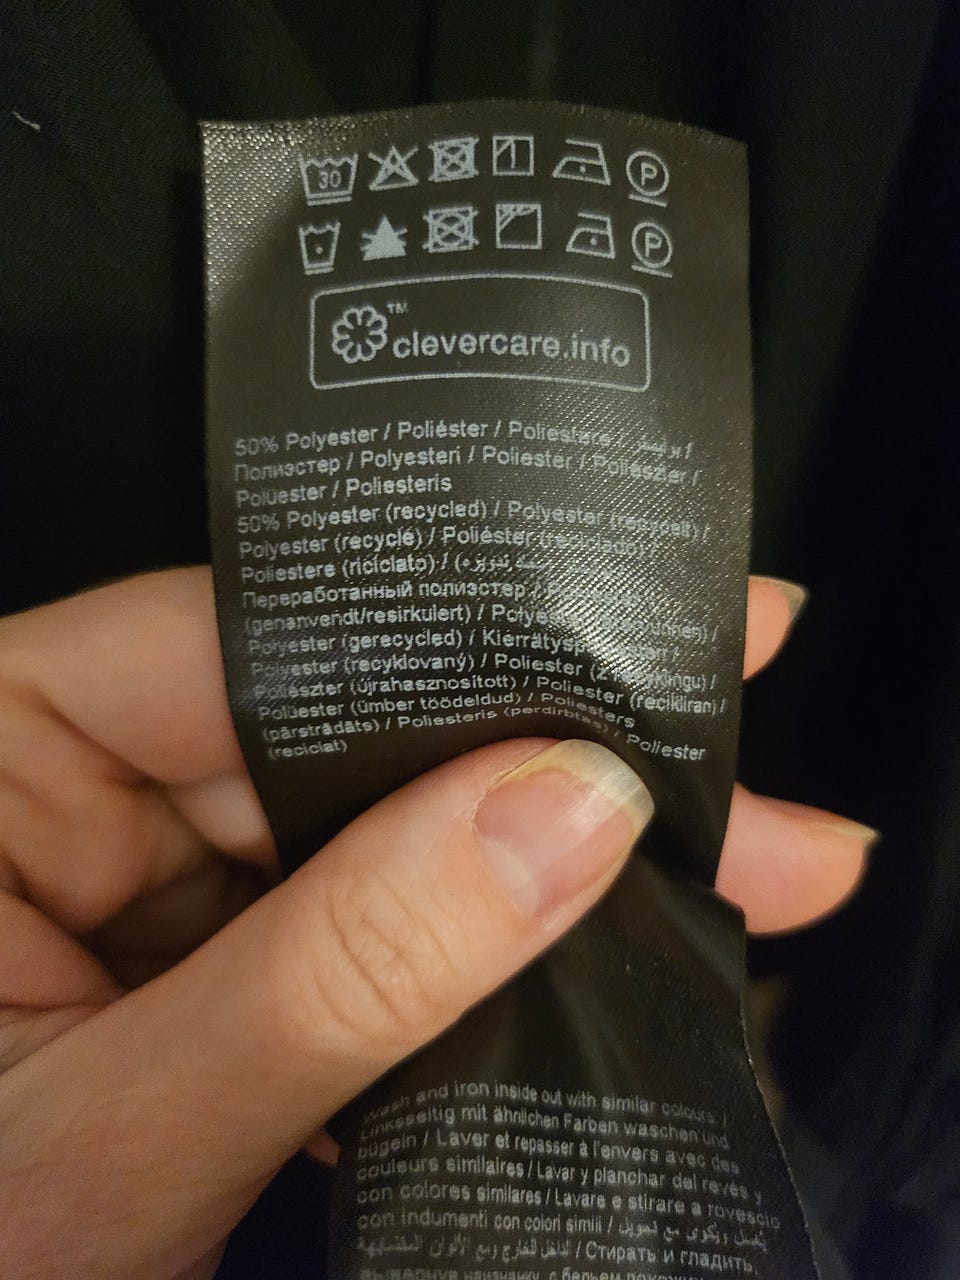 30 P
P
™
clevercare.info
50% Polyester / Poliéster / Poliestere
Полиэстер / Polyesteri / Poliester / Poliészter /
Polüester / Poliesteris
50% Polyester (recycled) / Polyester (recycelt) /
Polyester (recyclé) / Poliéster (reciclado) /
Poliestere (riciclato) /
Переработанный полиэстер /
(genanvendt/resirkulert) /
Polyester (gerecycled) /
Polyester (recyklovaný) / Poliester (z
Poliészter (újrahasznosított) / Poliester (recikliran) /
Polüester (ümber töödeldud) / Poliesters
(pārstrādāts) / Poliesteris (perdirbtas) / Poliester
(reciclat)
Wash and iron inside out with similar colours /
Linksseitig mit ähnlichen Farben waschen und
bügeln / Laver et repasser à l'envers avec des
couleurs similaires / Lavar y planchar del revés y
con colores similares / Lavare e stirare a rovescio
con indumenti con colori simili /
/ Стирать и гладить,